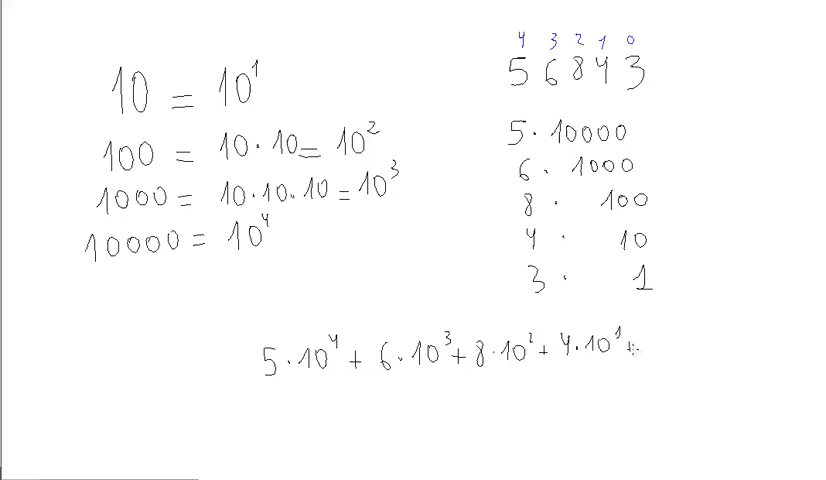 10 = 10¹
100 = 10·10 = 10²
1000 = 10·10·10 = 10³
10000 = 10⁴
4 3 2 1 0
5 6 8 4 3
5 · 10000
6 · 1000
8 · 100
4 · 10
3 · 1
5·10⁴ + 6·10³ + 8·10² + 4·10¹ +